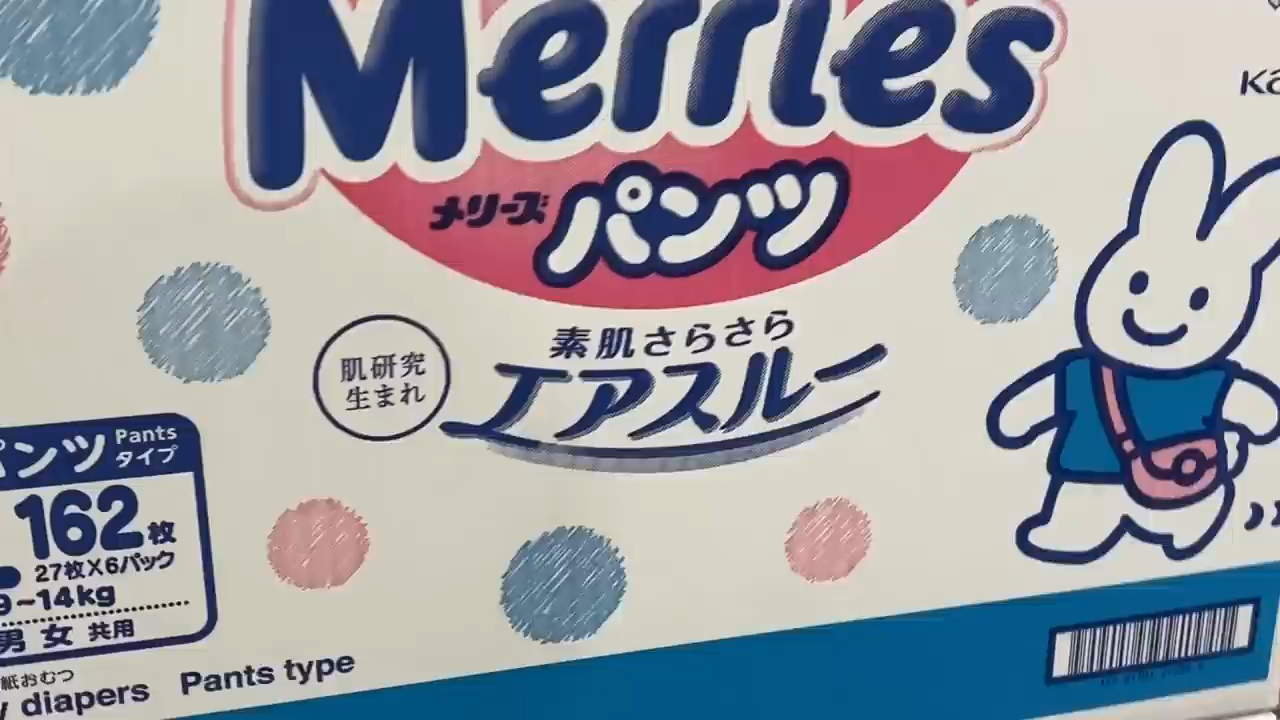 Merries
メリーズ パンツ
素肌さらさら
エアスルー
肌研究
生まれ
パンツ Pants
タイプ
162枚
27枚×6パック
9~14kg
男 女 共用
紙おむつ
diapers Pants type